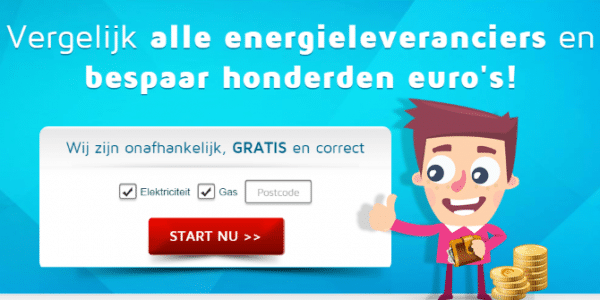 Vergelijk alle energieleveranciers en
bespaar honderden euro's!
Wij zijn onafhankelijk, GRATIS en correct
Elektriciteit Gas Postcode
START NU >>